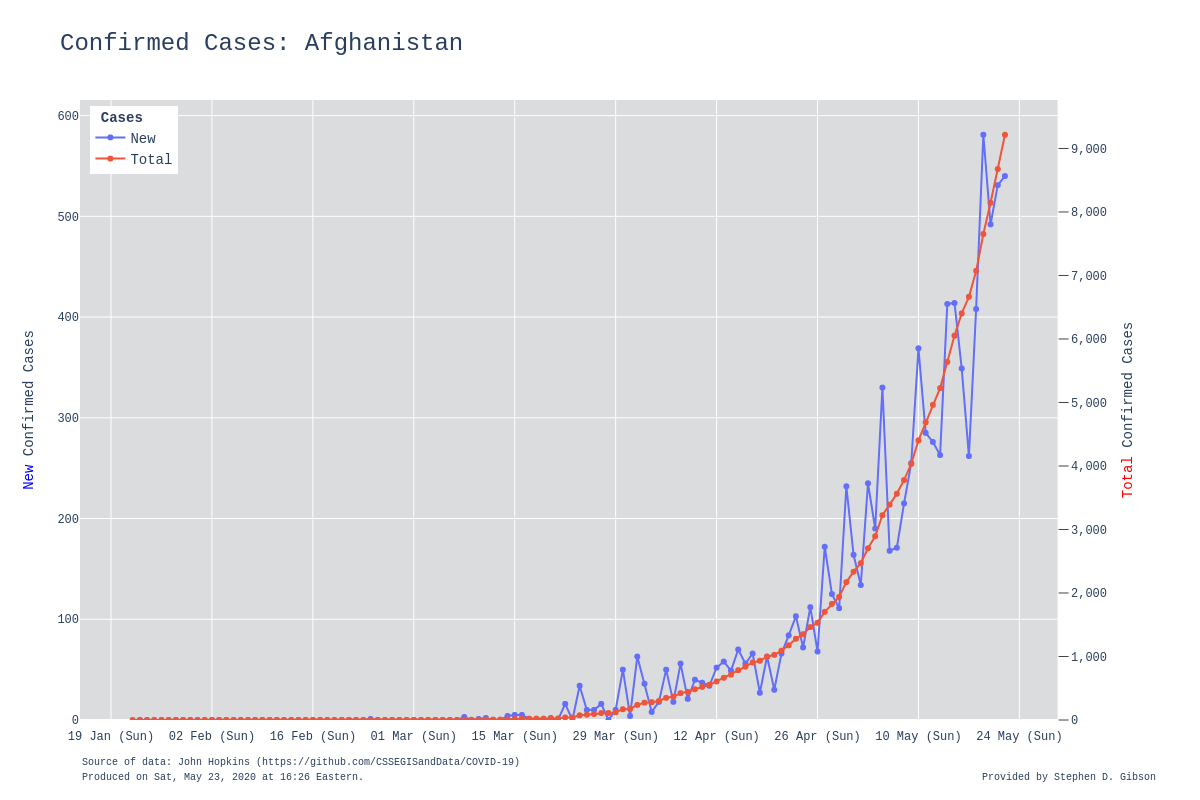 Confirmed Cases: Afghanistan
Cases
New
Total
600
500
400
300
200
100
0
New Confirmed Cases
9,000
8,000
7,000
6,000
5,000
4,000
3,000
2,000
1,000
0
Total Confirmed Cases
19 Jan (Sun) 02 Feb (Sun) 16 Feb (Sun) 01 Mar (Sun) 15 Mar (Sun) 29 Mar (Sun) 12 Apr (Sun) 26 Apr (Sun) 10 May (Sun) 24 May (Sun)
Source of data: John Hopkins (https://github.com/CSSEGISandData/COVID-19)
Produced on Sat, May 23, 2020 at 16:26 Eastern.
Provided by Stephen D. Gibson